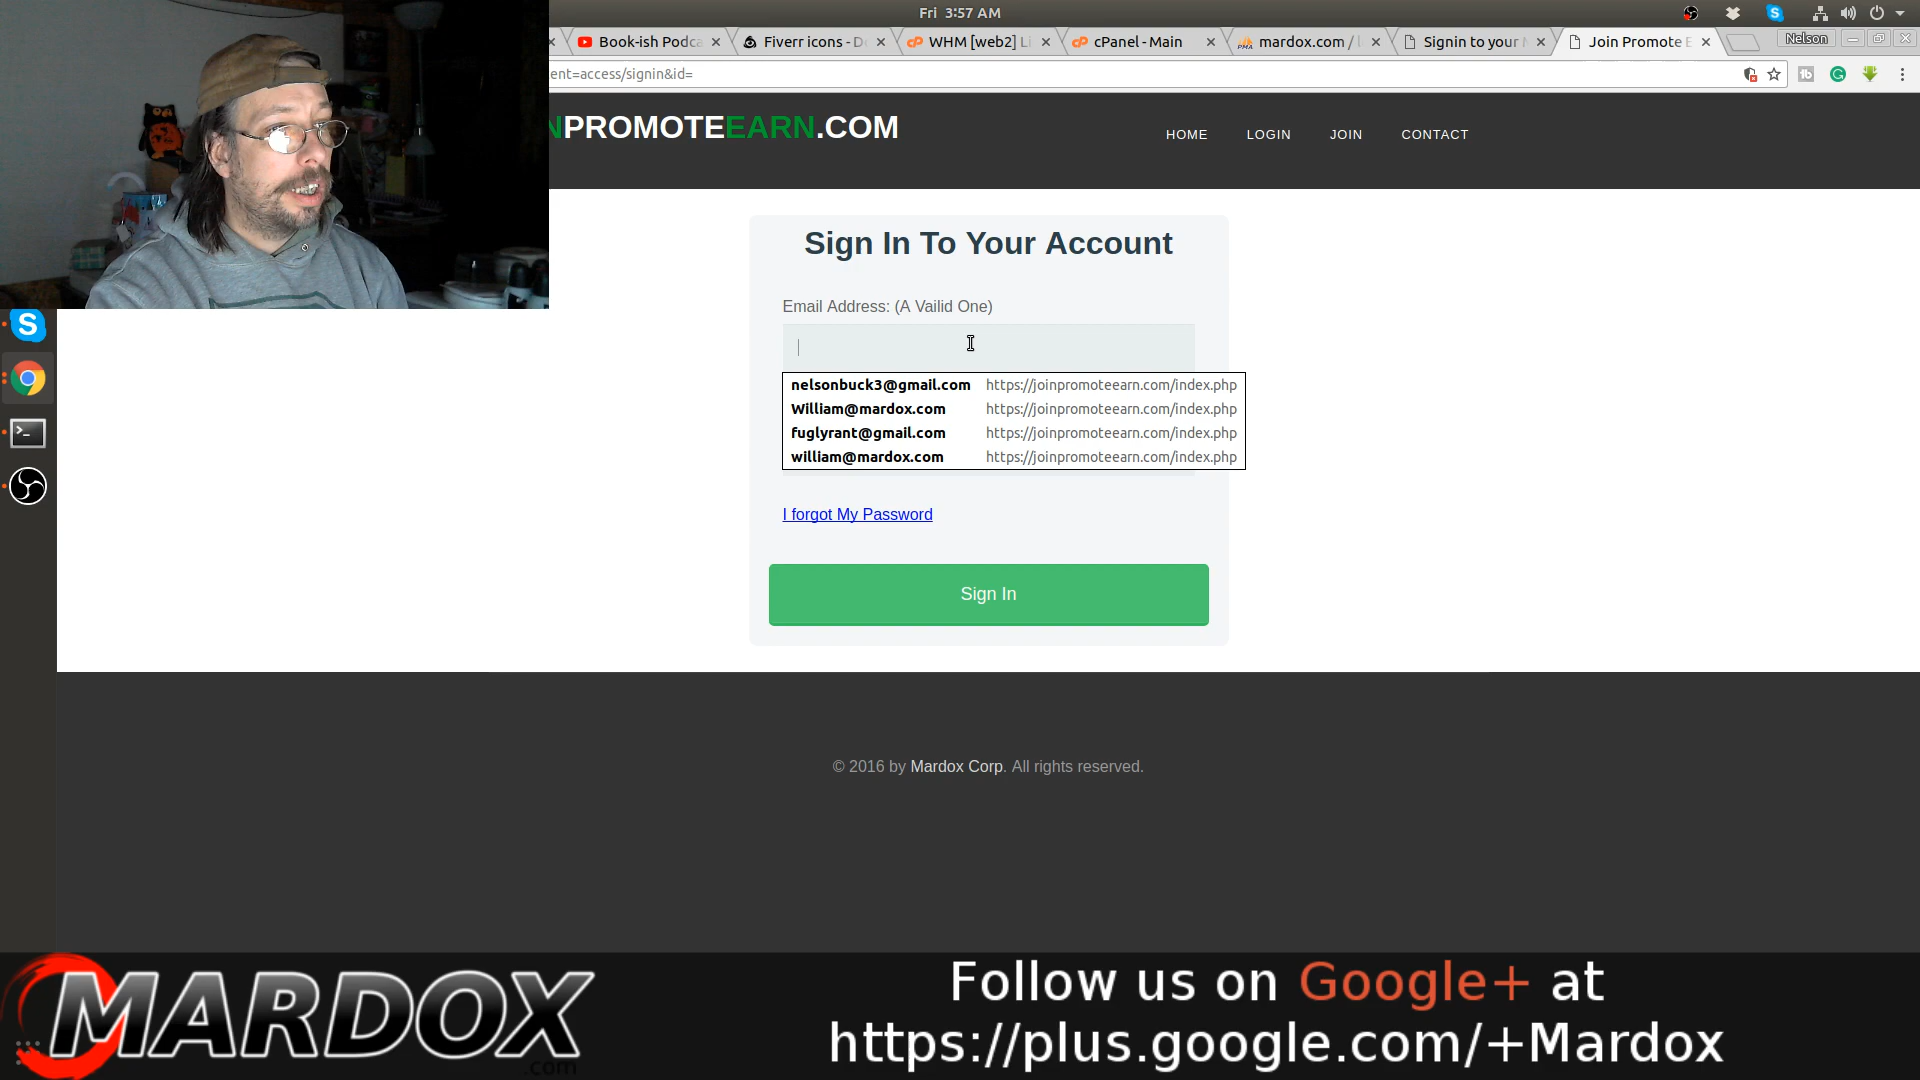 Fri 3:57 AM
Book-ish Podca
Fiverr icons - Do
WHM [web2] Li
cPanel - Main
mardox.com / l
Signin to your M
Join Promote E
Nelson
ent=access/signin&id=
NPROMOTEEARN.COM
HOME
LOGIN
JOIN
CONTACT
Sign In To Your Account
Email Address: (A Vailid One)
nelsonbuck3@gmail.com https://joinpromoteearn.com/index.php
William@mardox.com https://joinpromoteearn.com/index.php
fuglyrant@gmail.com https://joinpromoteearn.com/index.php
william@mardox.com https://joinpromoteearn.com/index.php
I forgot My Password
Sign In
© 2016 by Mardox Corp. All rights reserved.
MARDOX
.com
Follow us on Google+ at
https://plus.google.com/+Mardox